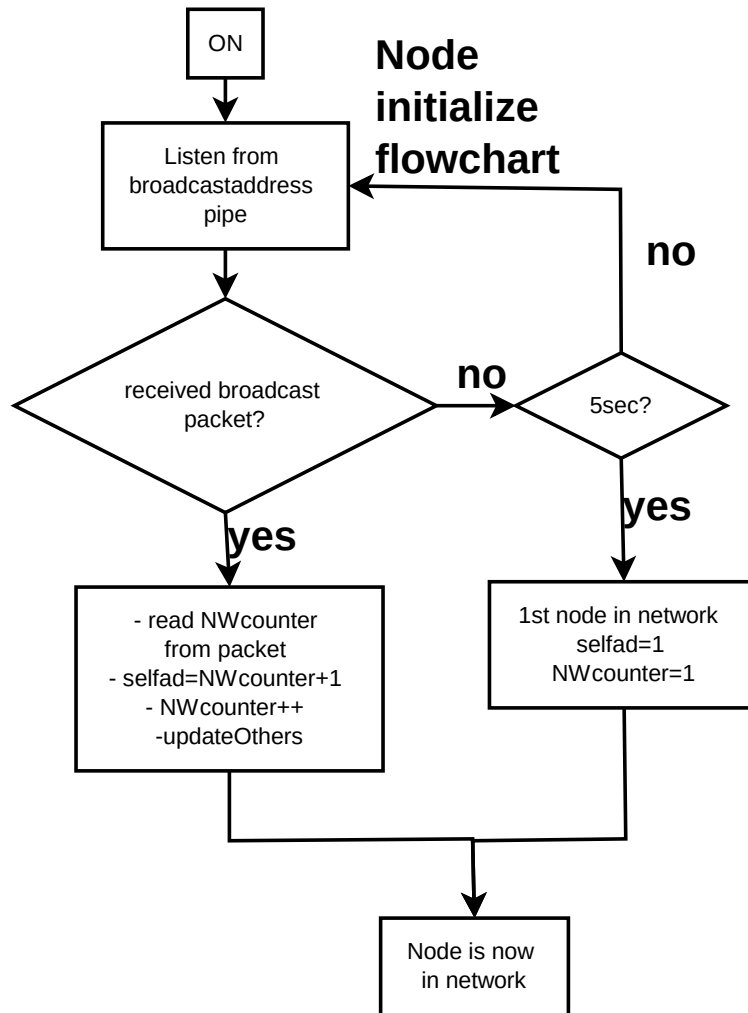 ON
Node
initialize
flowchart
Listen from
broadcastaddress
pipe
no
received broadcast
packet?
no
5sec?
yes
yes
- read NWcounter
from packet
- selfad=NWcounter+1
- NWcounter++
-updateOthers
1st node in network
selfad=1
NWcounter=1
Node is now
in network